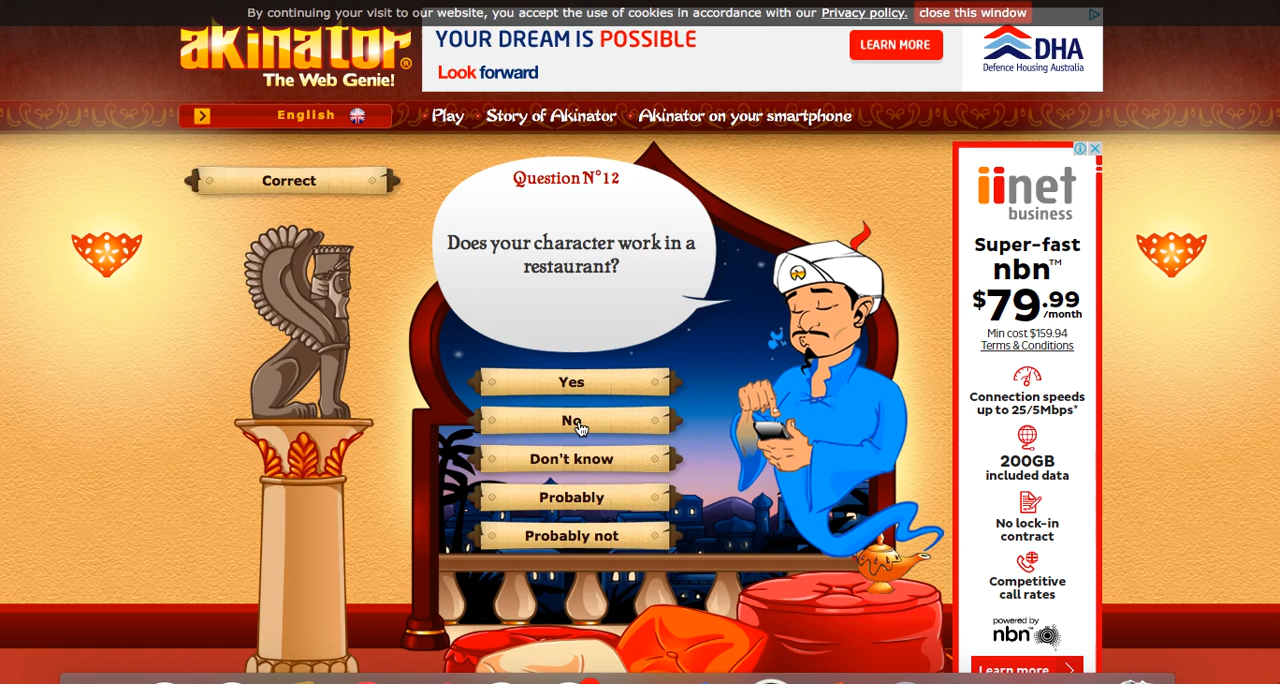 By continuing your visit to our website, you accept the use of cookies in accordance with our Privacy policy. close this window
akinator®
The Web Genie!
YOUR DREAM IS POSSIBLE
Look forward
LEARN MORE
DHA
Defence Housing Australia
English
Play
Story of Akinator
Akinator on your smartphone
Correct
Question N°12
Does your character work in a
restaurant?
Yes
No
Don't know
Probably
Probably not
iinet
business
Super-fast
nbn™
$79.99
/month
Min cost $159.94
Terms & Conditions
Connection speeds
up to 25/5Mbps*
200GB
included data
No lock-in
contract
Competitive
call rates
powered by
nbn
Learn more